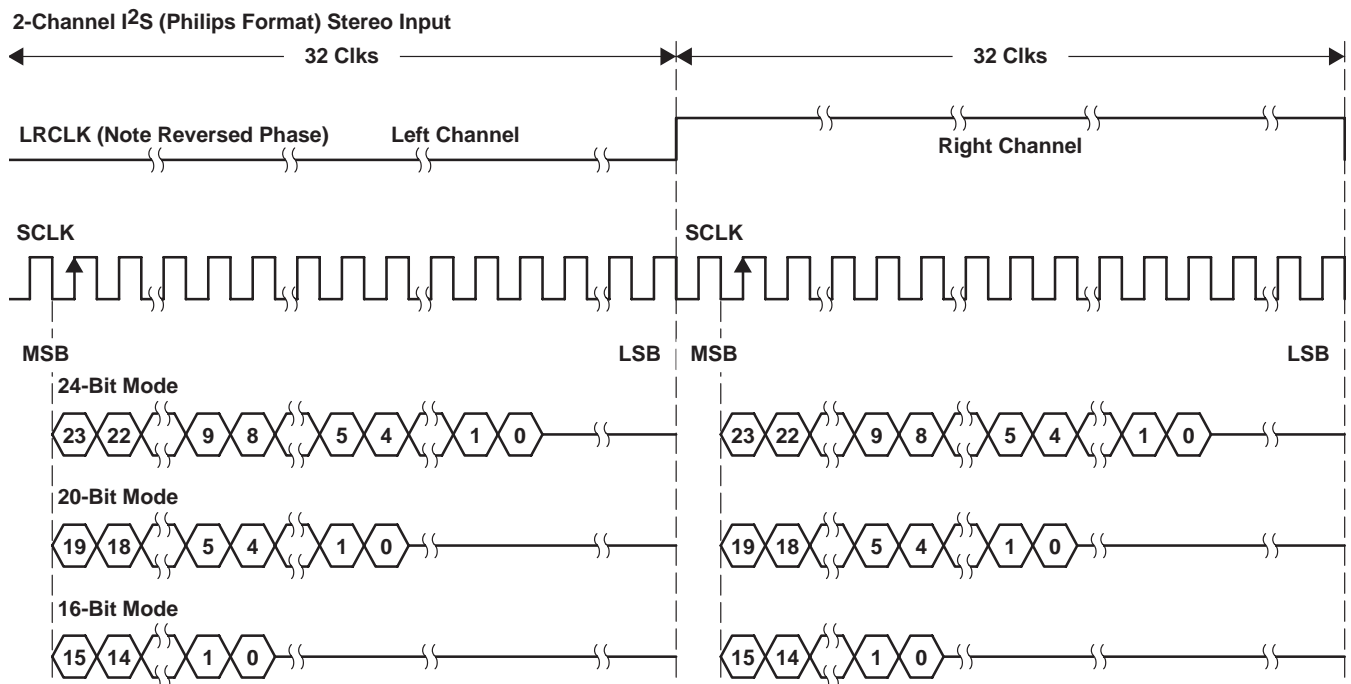 2-Channel I2S (Philips Format) Stereo Input
32 Clks 32 Clks
LRCLK (Note Reversed Phase) Left Channel Right Channel
SCLK SCLK
MSB LSB MSB LSB
24-Bit Mode
23 22 9 8 5 4 1 0 23 22 9 8 5 4 1 0
20-Bit Mode
19 18 5 4 1 0 19 18 5 4 1 0
16-Bit Mode
15 14 1 0 15 14 1 0